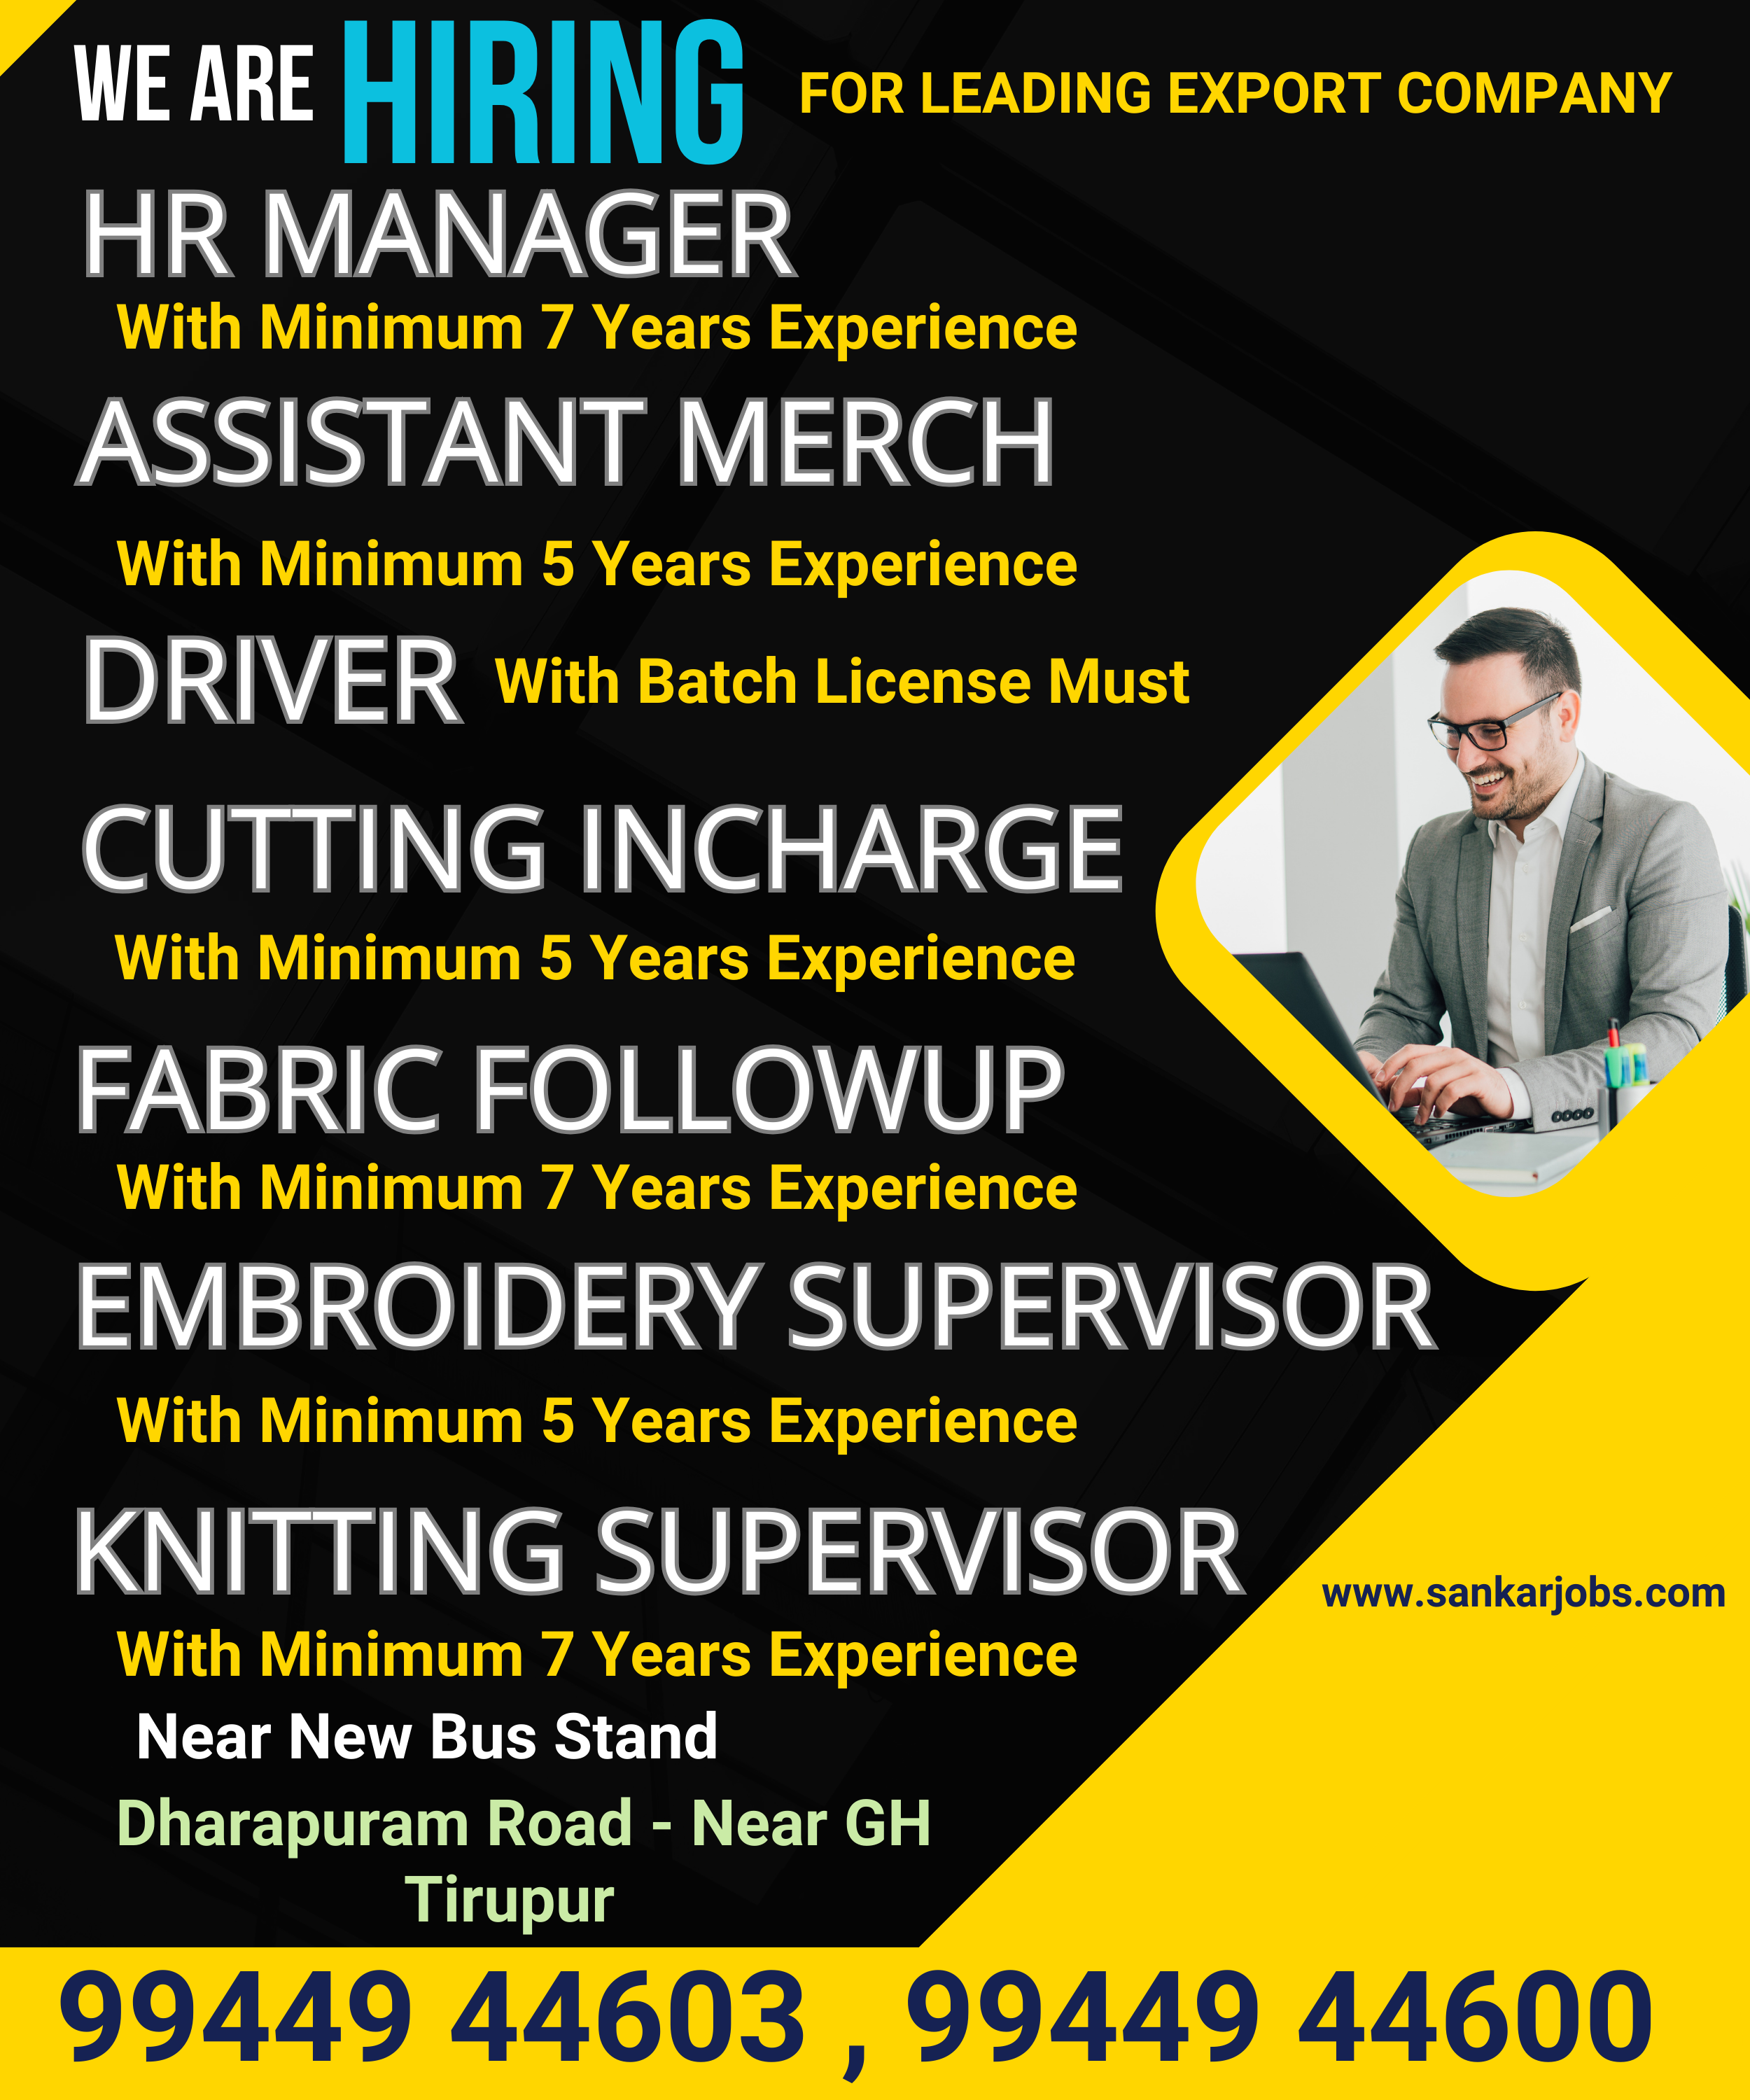 WE ARE HIRING FOR LEADING EXPORT COMPANY
HR MANAGER
With Minimum 7 Years Experience
ASSISTANT MERCH
With Minimum 5 Years Experience
DRIVER With Batch License Must
CUTTING INCHARGE
With Minimum 5 Years Experience
FABRIC FOLLOWUP
With Minimum 7 Years Experience
EMBROIDERY SUPERVISOR
With Minimum 5 Years Experience
KNITTING SUPERVISOR
www.sankarjobs.com
With Minimum 7 Years Experience
Near New Bus Stand
Dharapuram Road - Near GH
Tirupur
99449 44603 , 99449 44600